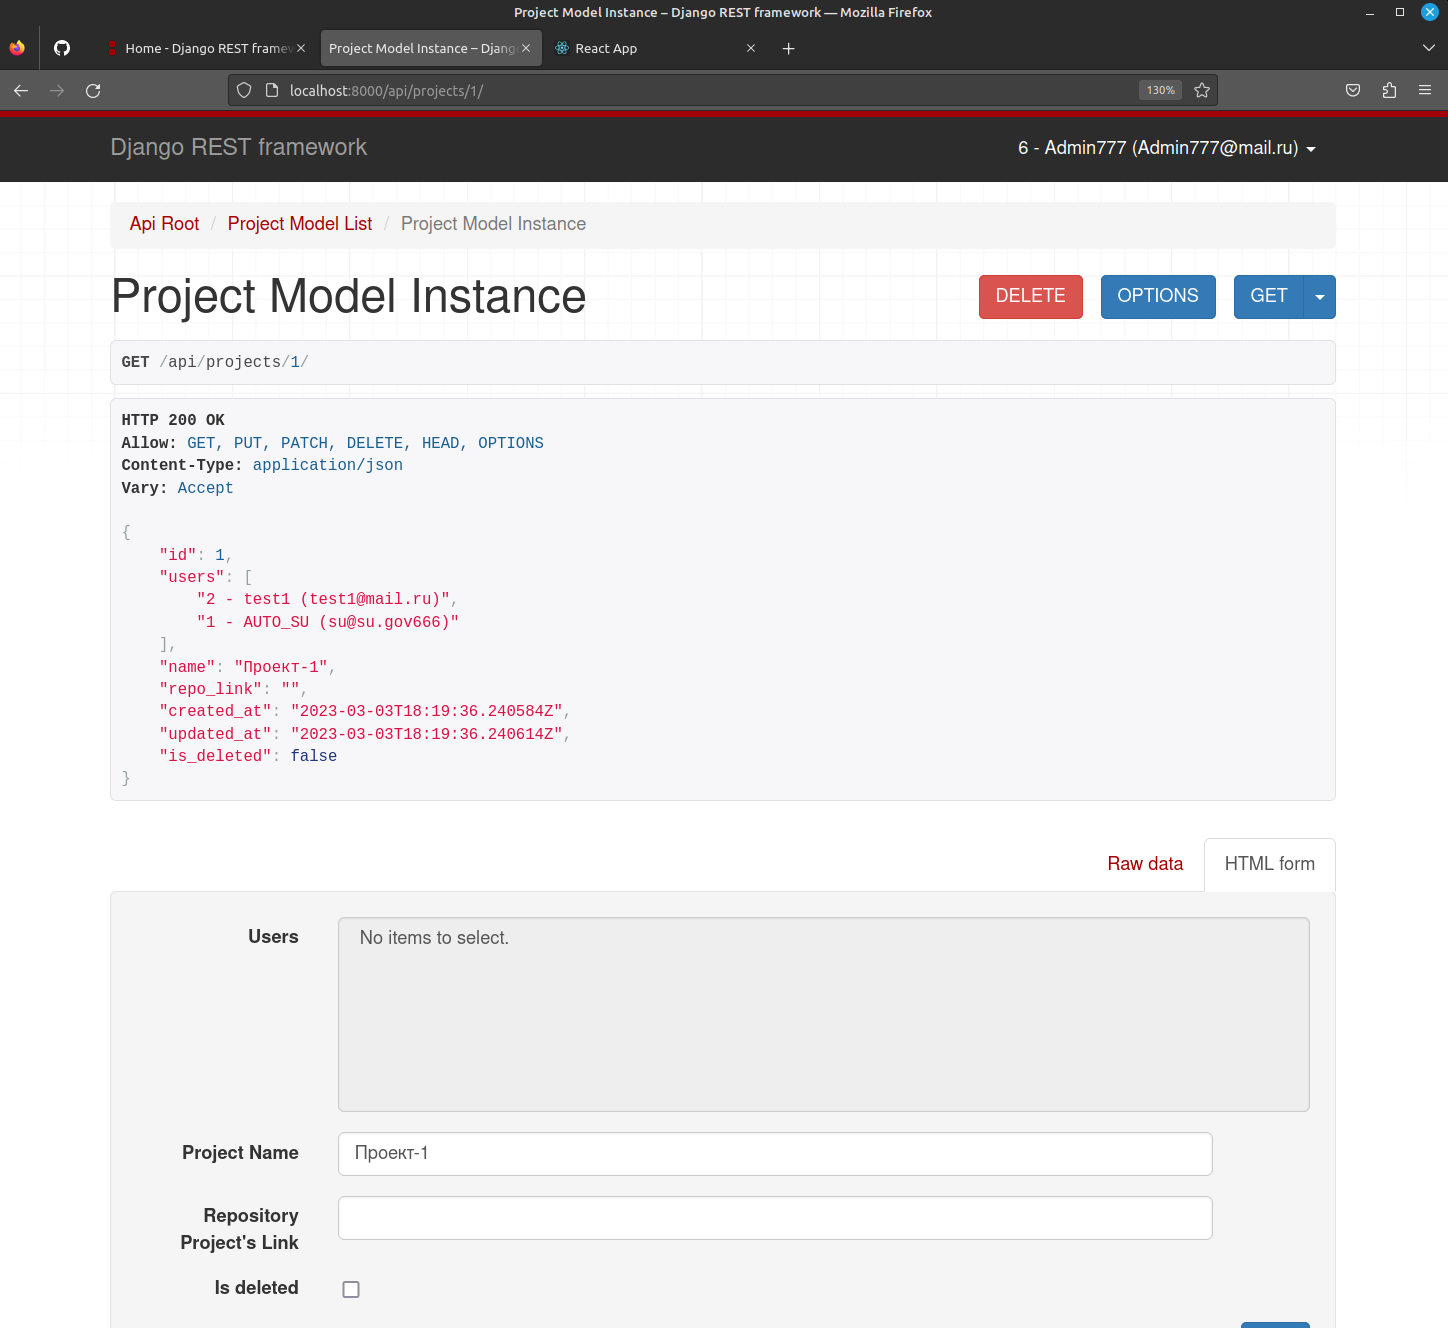 Project Model Instance – Django REST framework — Mozilla Firefox
Home - Django REST framew
Project Model Instance – Djang
React App
localhost:8000/api/projects/1/
130%
Django REST framework
6 - Admin777 (Admin777@mail.ru)
Api Root / Project Model List / Project Model Instance
Project Model Instance
DELETE
OPTIONS
GET
GET /api/projects/1/
HTTP 200 OK
Allow: GET, PUT, PATCH, DELETE, HEAD, OPTIONS
Content-Type: application/json
Vary: Accept
{
    "id": 1,
    "users": [
        "2 - test1 (test1@mail.ru)",
        "1 - AUTO_SU (su@su.gov666)"
    ],
    "name": "Проект-1",
    "repo_link": "",
    "created_at": "2023-03-03T18:19:36.240584Z",
    "updated_at": "2023-03-03T18:19:36.240614Z",
    "is_deleted": false
}
Raw data
HTML form
Users
No items to select.
Project Name
Проект-1
Repository
Project's Link
Is deleted